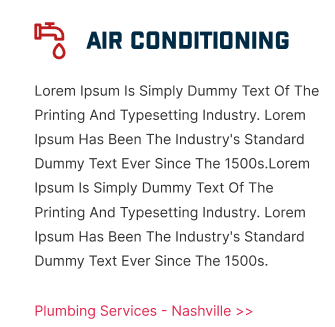 AIR CONDITIONING
Lorem Ipsum Is Simply Dummy Text Of The
Printing And Typesetting Industry. Lorem
Ipsum Has Been The Industry's Standard
Dummy Text Ever Since The 1500s.Lorem
Ipsum Is Simply Dummy Text Of The
Printing And Typesetting Industry. Lorem
Ipsum Has Been The Industry's Standard
Dummy Text Ever Since The 1500s.
Plumbing Services - Nashville >>